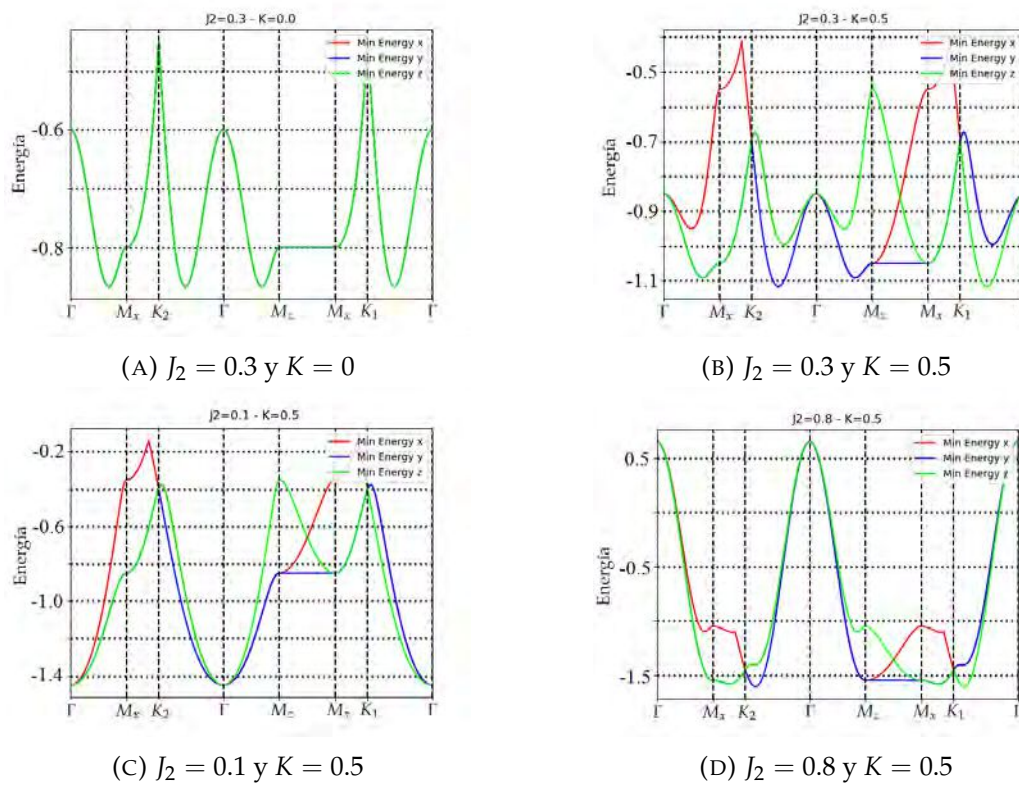 J2=0.3 - K=0.0
Min Energy x
Min Energy y
Min Energy z
Energía
-0.6
-0.8
Γ M_x K_2 Γ M_z M_x K_1 Γ
(A) J_2 = 0.3 y K = 0
J2=0.3 - K=0.5
Min Energy x
Min Energy y
Min Energy z
Energía
-0.5
-0.7
-0.9
-1.1
Γ M_x K_2 Γ M_z M_x K_1 Γ
(B) J_2 = 0.3 y K = 0.5
J2=0.1 - K=0.5
Min Energy x
Min Energy y
Min Energy z
Energía
-0.2
-0.6
-1.0
-1.4
Γ M_x K_2 Γ M_z M_x K_1 Γ
(C) J_2 = 0.1 y K = 0.5
J2=0.8 - K=0.5
Min Energy x
Min Energy y
Min Energy z
Energía
0.5
-0.5
-1.5
Γ M_x K_2 Γ M_z M_x K_1 Γ
(D) J_2 = 0.8 y K = 0.5